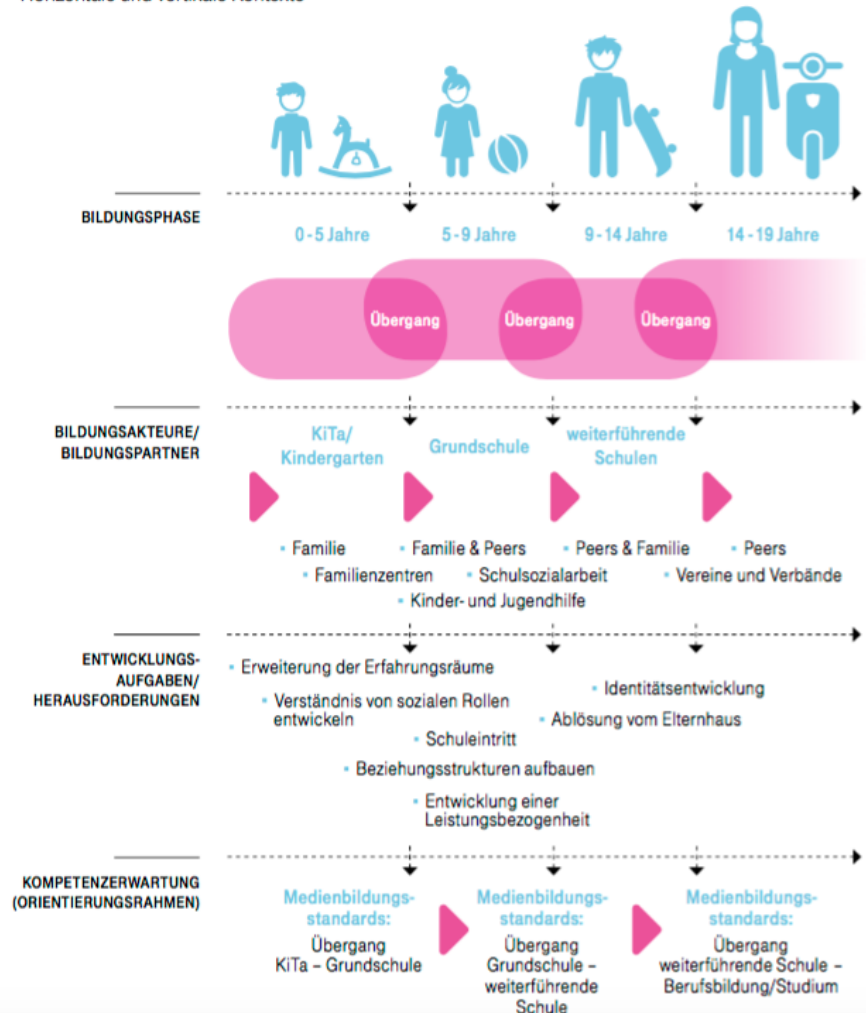 Horizontale und vertikale Kontexte
BILDUNGSPHASE
0 - 5 Jahre
5 - 9 Jahre
9 - 14 Jahre
14 - 19 Jahre
Übergang
Übergang
Übergang
BILDUNGSAKTEURE/
BILDUNGSPARTNER
KiTa/
Kindergarten
Grundschule
weiterführende
Schulen
▪ Familie
▪ Familie & Peers
▪ Peers & Familie
▪ Peers
▪ Familienzentren
▪ Schulsozialarbeit
▪ Vereine und Verbände
▪ Kinder- und Jugendhilfe
ENTWICKLUNGS-
AUFGABEN/
HERAUSFORDERUNGEN
▪ Erweiterung der Erfahrungsräume
▪ Verständnis von sozialen Rollen
entwickeln
▪ Identitätsentwicklung
▪ Ablösung vom Elternhaus
▪ Schuleintritt
▪ Beziehungsstrukturen aufbauen
▪ Entwicklung einer
Leistungsbezogenheit
KOMPETENZERWARTUNG
(ORIENTIERUNGSRAHMEN)
Medienbildungs-
standards:
Übergang
KiTa – Grundschule
Medienbildungs-
standards:
Übergang
Grundschule –
weiterführende
Schule
Medienbildungs-
standards:
Übergang
weiterführende Schule –
Berufsbildung/Studium